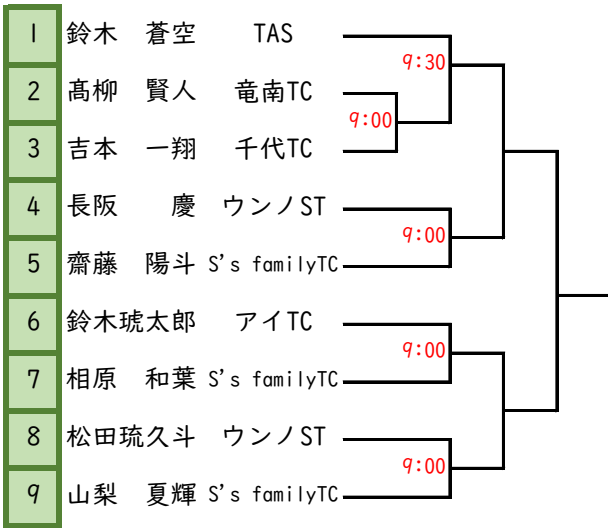 1 鈴木 蒼空 TAS
9:30
2 髙柳 賢人 竜南TC
9:00
3 吉本 一翔 千代TC
4 長阪 慶 ウンノST
9:00
5 齋藤 陽斗 S's familyTC
6 鈴木琥太郎 アイTC
9:00
7 相原 和葉 S's familyTC
8 松田琉久斗 ウンノST
9:00
9 山梨 夏輝 S's familyTC